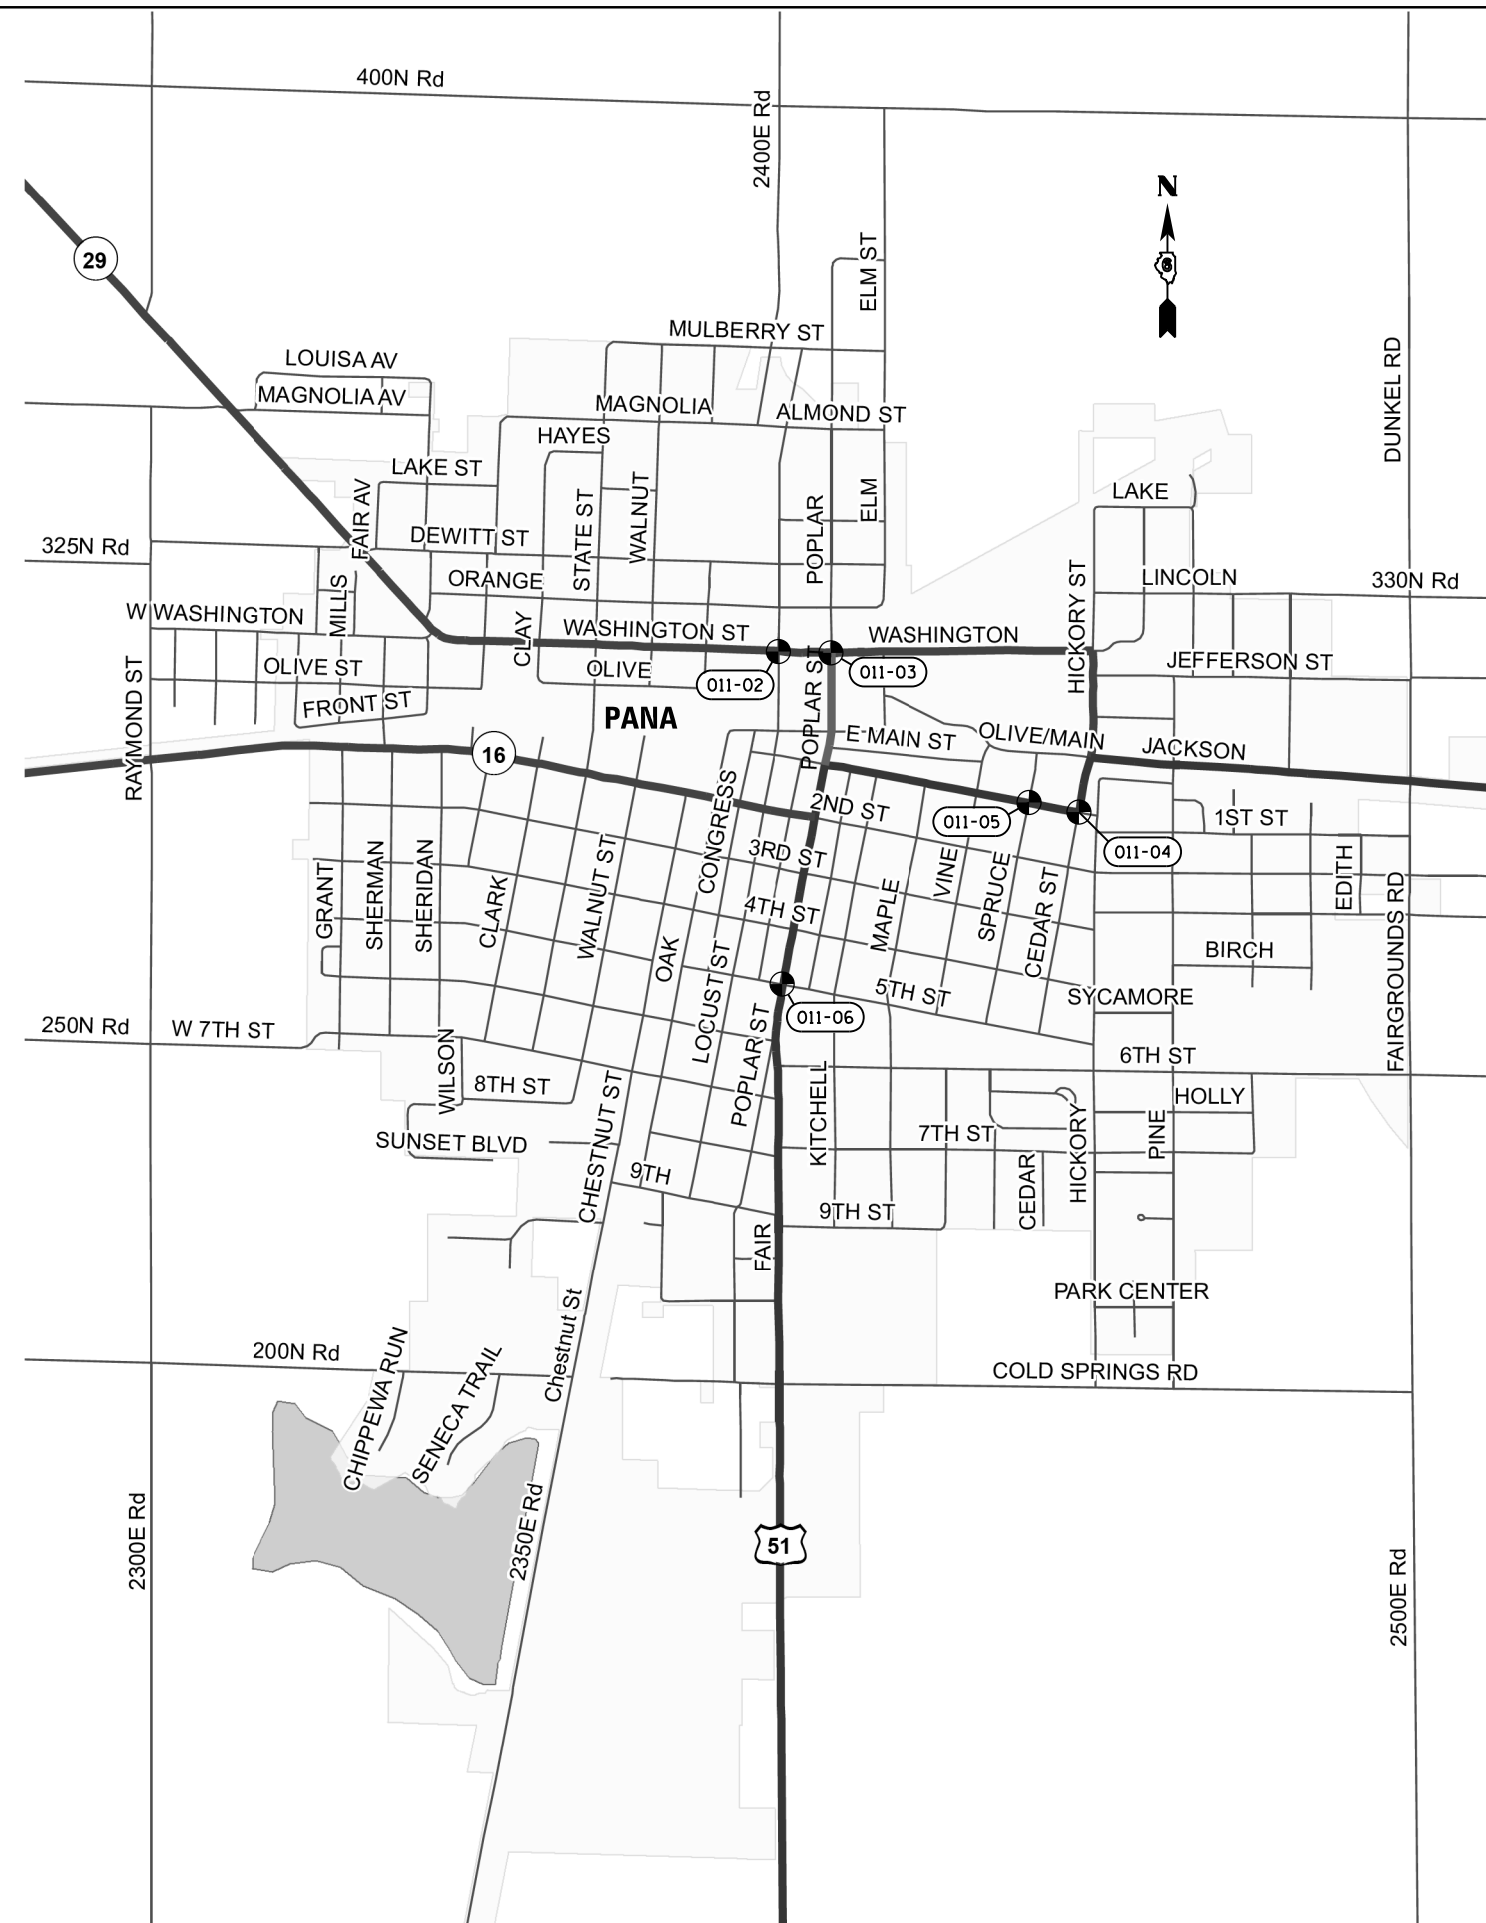 400N Rd
2400E Rd
N
29
6
ELM ST
MULBERRY ST
LOUISA AV
MAGNOLIA AV
MAGNOLIA
ALMOND ST
DUNKEL RD
HAYES
LAKE ST
FAIR AV
STATE ST
WALNUT
POPLAR
ELM
LAKE
325N Rd
DEWITT ST
ORANGE
MILLS
HICKORY ST
LINCOLN
330N Rd
W WASHINGTON
CLAY
WASHINGTON ST
WASHINGTON
OLIVE ST
OLIVE
011-02
011-03
JEFFERSON ST
RAYMOND ST
FRONT ST
PANA
POPLAR ST
E MAIN ST
OLIVE/MAIN
JACKSON
16
CONGRESS
2ND ST
011-05
1ST ST
3RD ST
011-04
GRANT
SHERMAN
SHERIDAN
CLARK
WALNUT ST
OAK
LOCUST ST
4TH ST
MAPLE
VINE
SPRUCE
CEDAR ST
EDITH
FAIRGROUNDS RD
BIRCH
5TH ST
SYCAMORE
011-06
250N Rd
W 7TH ST
WILSON
8TH ST
POPLAR ST
6TH ST
HOLLY
KITCHELL
SUNSET BLVD
CHESTNUT ST
9TH
7TH ST
CEDAR
HICKORY
PINE
9TH ST
FAIR
PARK CENTER
200N Rd
CHIPPEWA RUN
SENECA TRAIL
Chestnut St
COLD SPRINGS RD
2300E Rd
2350E Rd
51
2500E Rd